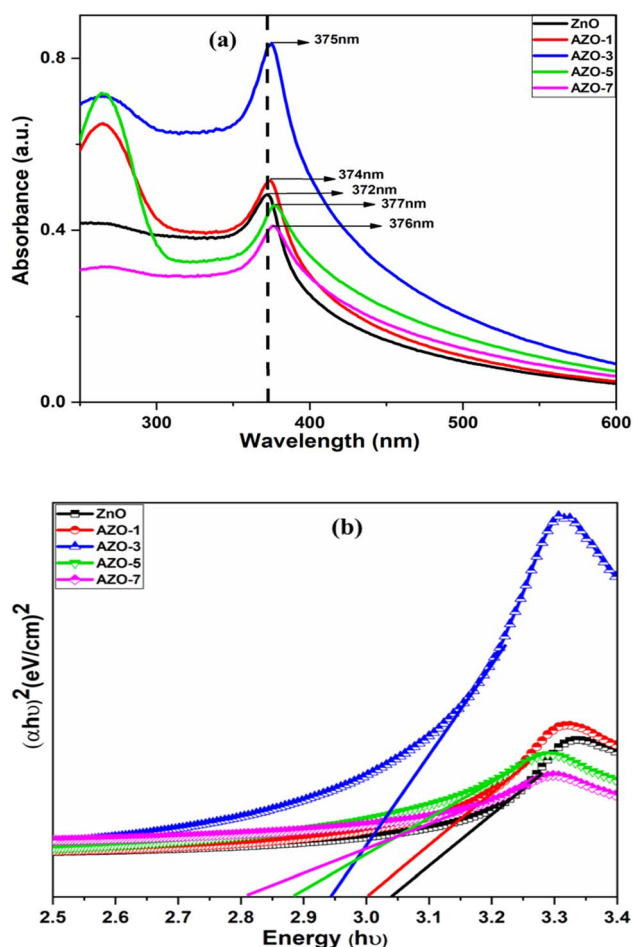 (a)
ZnO
AZO-1
AZO-3
AZO-5
AZO-7
375nm
374nm
372nm
377nm
376nm
Absorbance (a.u.)
0.8
0.4
0.0
300 400 500 600
Wavelength (nm)
(b)
ZnO
AZO-1
AZO-3
AZO-5
AZO-7
(αhυ)²(eV/cm)²
2.5 2.6 2.7 2.8 2.9 3.0 3.1 3.2 3.3 3.4
Energy (hυ)